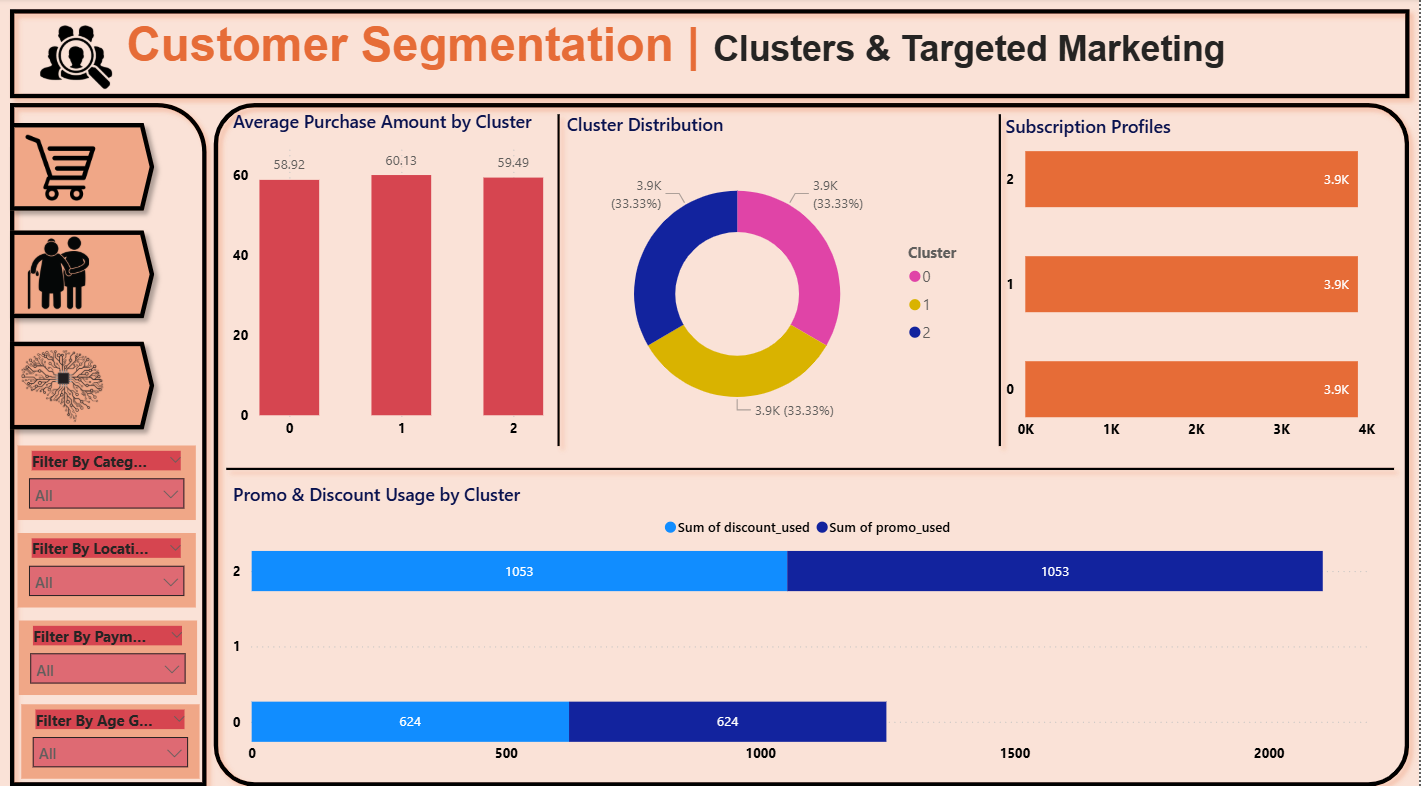 Customer Segmentation | Clusters & Targeted Marketing
Filter By Categ...
All
Filter By Locati...
All
Filter By Paym...
All
Filter By Age G...
All
Average Purchase Amount by Cluster
58.92
60.13
59.49
60
40
20
0
0 1 2
Cluster Distribution
3.9K
(33.33%)
3.9K
(33.33%)
3.9K (33.33%)
Cluster
0
1
2
Subscription Profiles
2
3.9K
1
3.9K
0
3.9K
0K 1K 2K 3K 4K
Promo & Discount Usage by Cluster
Sum of discount_used Sum of promo_used
2 1053 1053
1
0 624 624
0 500 1000 1500 2000